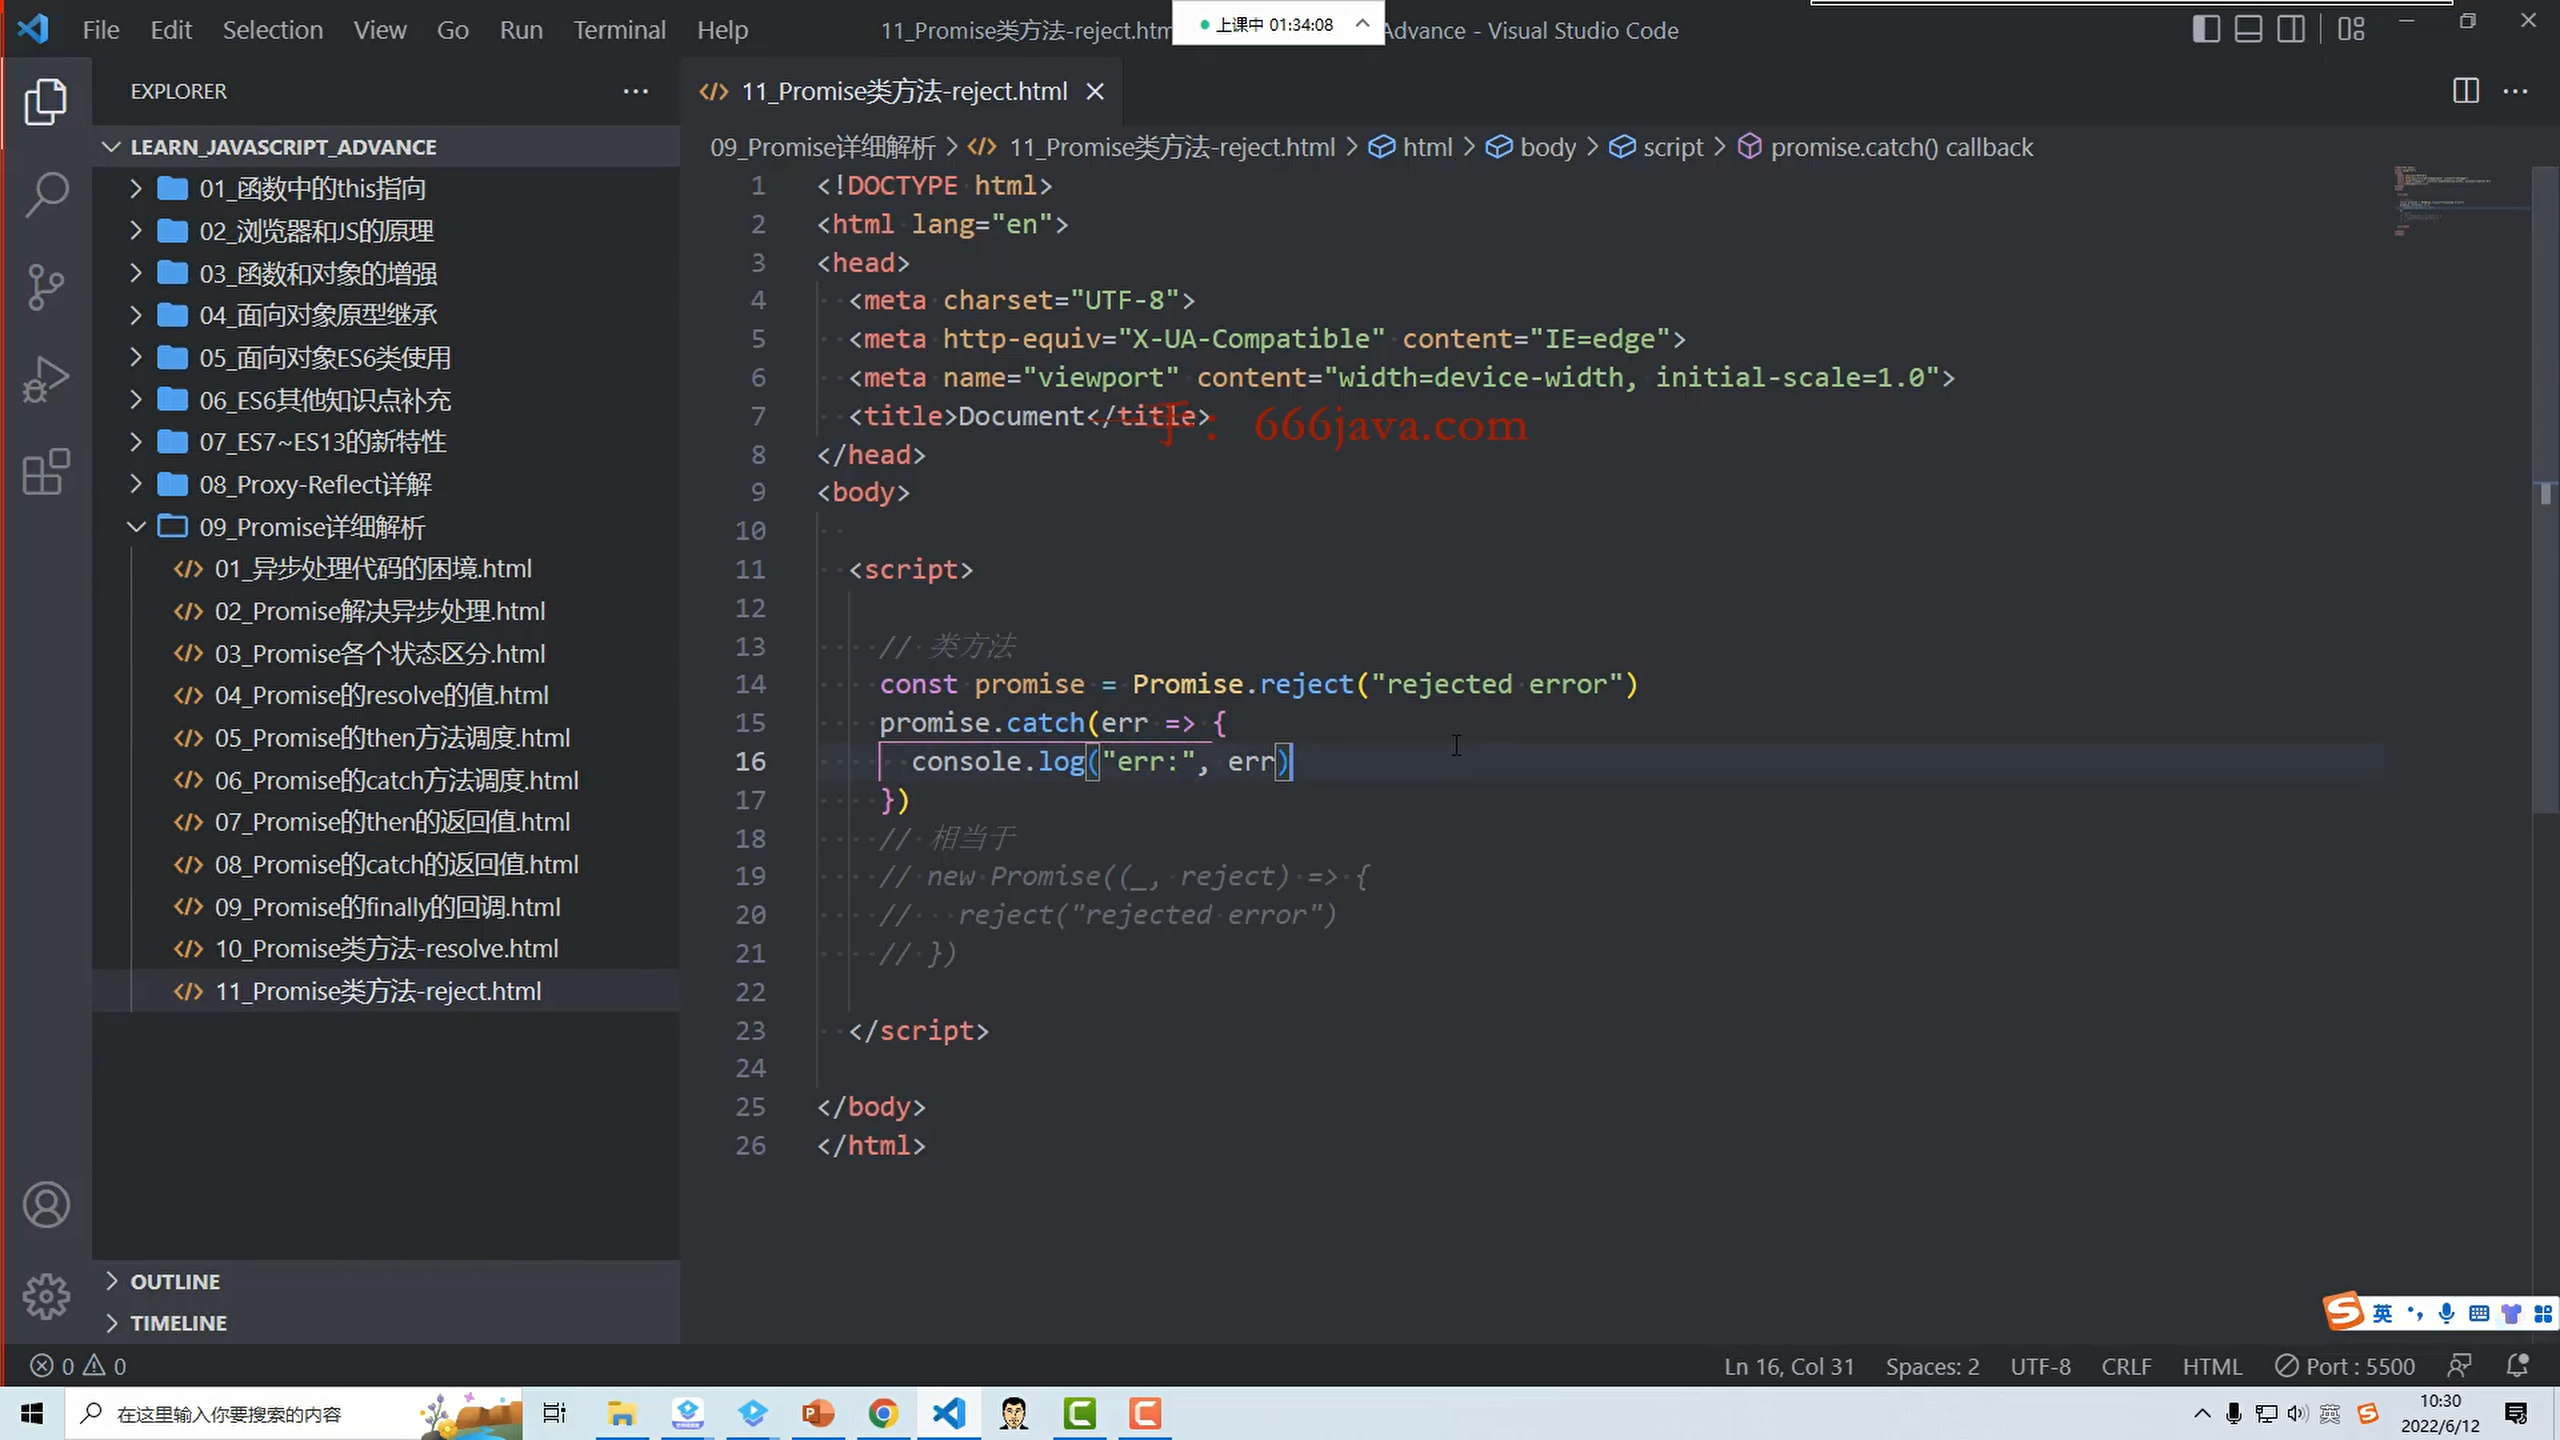 File Edit Selection View Go Run Terminal Help
11_Promise类方法-reject.htm
上课中 01:34:08
Advance - Visual Studio Code
EXPLORER
LEARN_JAVASCRIPT_ADVANCE
01_函数中的this指向
02_浏览器和JS的原理
03_函数和对象的增强
04_面向对象原型继承
05_面向对象ES6类使用
06_ES6其他知识点补充
07_ES7~ES13的新特性
08_Proxy-Reflect详解
09_Promise详细解析
01_异步处理代码的困境.html
02_Promise解决异步处理.html
03_Promise各个状态区分.html
04_Promise的resolve的值.html
05_Promise的then方法调度.html
06_Promise的catch方法调度.html
07_Promise的then的返回值.html
08_Promise的catch的返回值.html
09_Promise的finally的回调.html
10_Promise类方法-resolve.html
11_Promise类方法-reject.html
OUTLINE
TIMELINE
11_Promise类方法-reject.html
09_Promise详细解析 > 11_Promise类方法-reject.html > html > body > script > promise.catch() callback
1 <!DOCTYPE html>
2 <html lang="en">
3 <head>
4 <meta charset="UTF-8">
5 <meta http-equiv="X-UA-Compatible" content="IE=edge">
6 <meta name="viewport" content="width=device-width, initial-scale=1.0">
7 <title>Document</title>
一手：666java.com
8 </head>
9 <body>
10
11 <script>
12
13 // 类方法
14 const promise = Promise.reject("rejected error")
15 promise.catch(err => {
16 console.log("err:", err)
17 })
18 // 相当于
19 // new Promise((_, reject) => {
20 // reject("rejected error")
21 // })
22
23 </script>
24
25 </body>
26 </html>
英
0 0
Ln 16, Col 31 Spaces: 2 UTF-8 CRLF HTML Port : 5500
在这里输入你要搜索的内容
英
10:30
2022/6/12